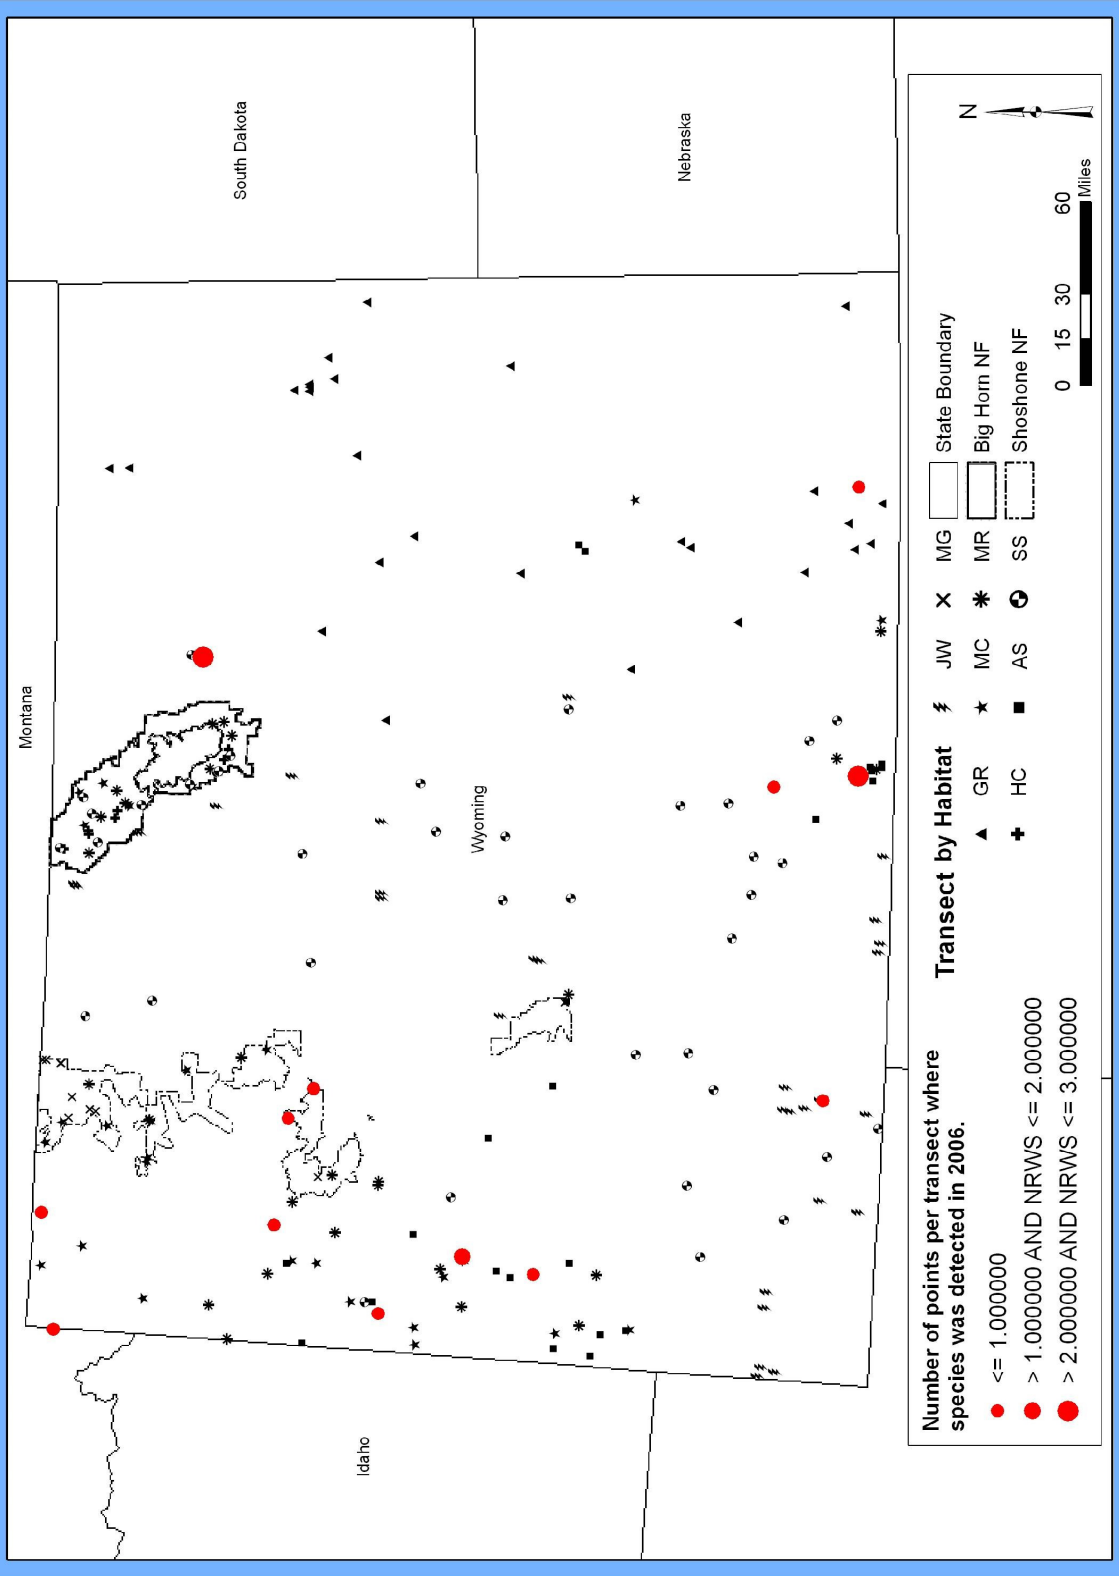 Montana
South Dakota
Wyoming
Nebraska
Idaho
Number of points per transect where
species was detected in 2006.
<= 1.000000
> 1.000000 AND NRWS <= 2.000000
> 2.000000 AND NRWS <= 3.000000
Transect by Habitat
GR
HC
JW
MC
AS
MG
MR
SS
State Boundary
Big Horn NF
Shoshone NF
N
0 15 30 60
Miles